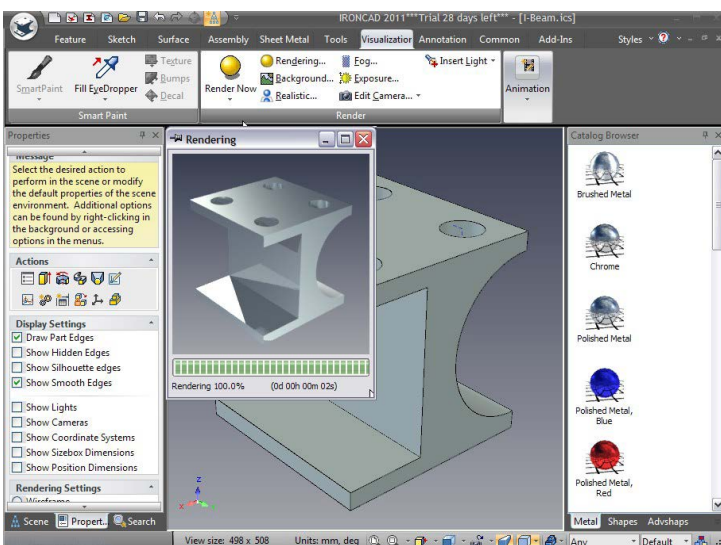 IRONCAD 2011***Trial 28 days left*** - [I-Beam.ics]
Feature Sketch Surface Assembly Sheet Metal Tools Visualization Annotation Common Add-Ins Styles
SmartPaint
Fill EyeDropper
Texture
Bumps
Decal
Smart Paint
Render Now
Rendering...
Background...
Realistic...
Fog...
Exposure...
Edit Camera...
Insert Light
Render
Animation
Properties
Message
Select the desired action to
perform in the scene or modify
the default properties of the scene
environment. Additional options
can be found by right-clicking in
the background or accessing
options in the menus.
Actions
Display Settings
Draw Part Edges
Show Hidden Edges
Show Silhouette edges
Show Smooth Edges
Show Lights
Show Cameras
Show Coordinate Systems
Show Sizebox Dimensions
Show Position Dimensions
Rendering Settings
Wireframe
Scene Propert... Search
Rendering
Rendering 100.0% (0d 00h 00m 02s)
z
x
Catalog Browser
Brushed Metal
Chrome
Polished Metal
Polished Metal,
Blue
Polished Metal,
Red
Metal Shapes Advshaps
View size: 498 x 508 Units: mm, deg Any Default